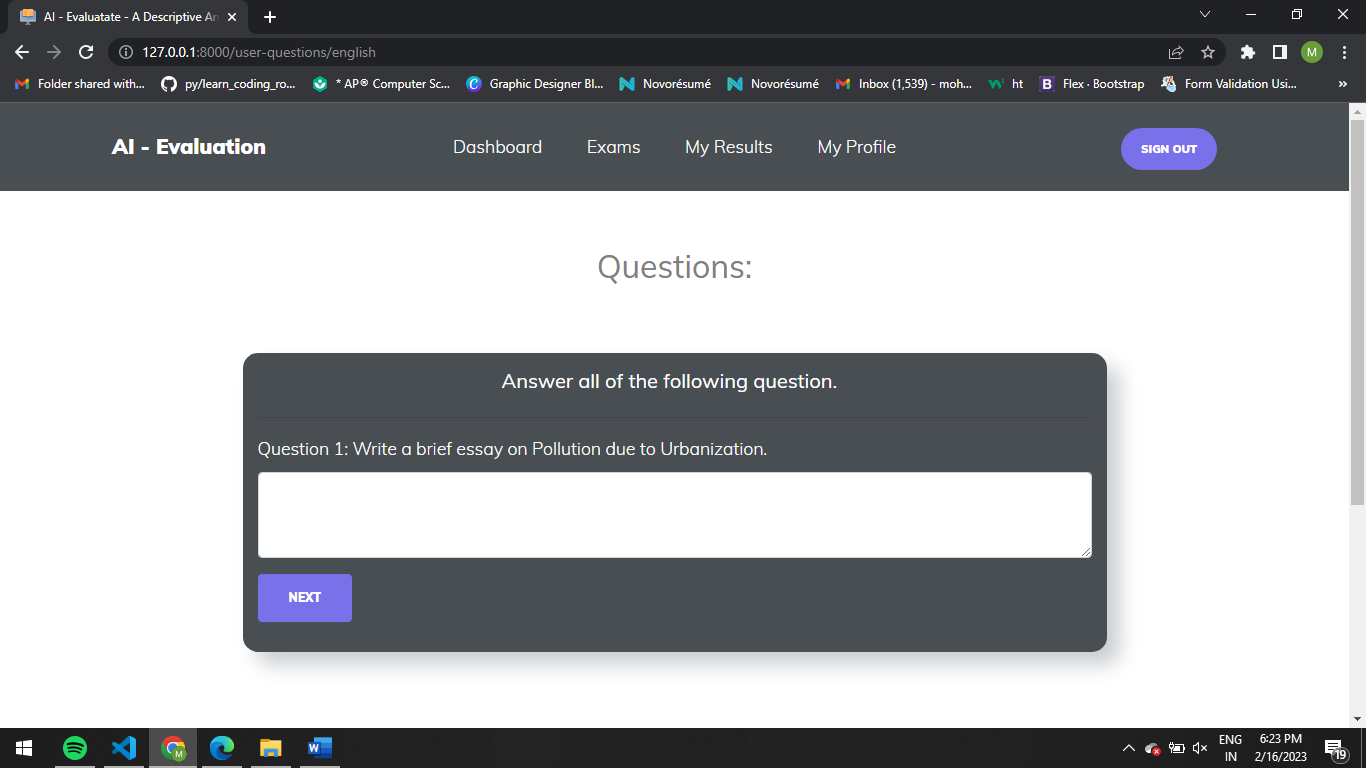 AI - Evaluatate - A Descriptive An
127.0.0.1:8000/user-questions/english
M
Folder shared with... py/learn_coding_ro... * AP® Computer Sc... Graphic Designer Bl... Novorésumé Novorésumé Inbox (1,539) - moh... ht Flex · Bootstrap Form Validation Usi... »
AI - Evaluation Dashboard Exams My Results My Profile SIGN OUT
Questions:
Answer all of the following question.
Question 1: Write a brief essay on Pollution due to Urbanization.
NEXT
ENG 6:23 PM
IN 2/16/2023 19